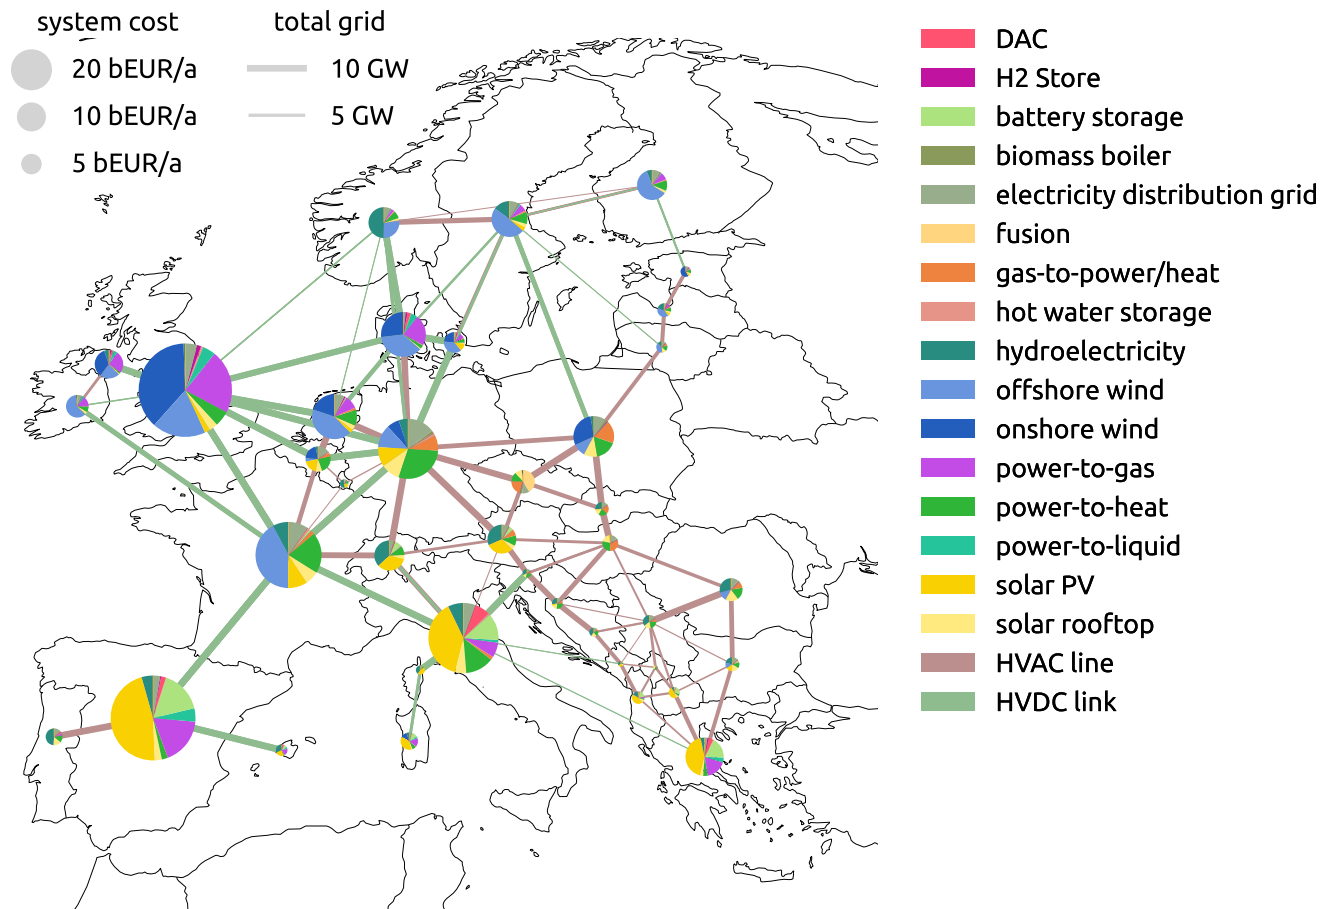 system cost
total grid
20 bEUR/a
10 GW
10 bEUR/a
5 GW
5 bEUR/a
DAC
H2 Store
battery storage
biomass boiler
electricity distribution grid
fusion
gas-to-power/heat
hot water storage
hydroelectricity
offshore wind
onshore wind
power-to-gas
power-to-heat
power-to-liquid
solar PV
solar rooftop
HVAC line
HVDC link